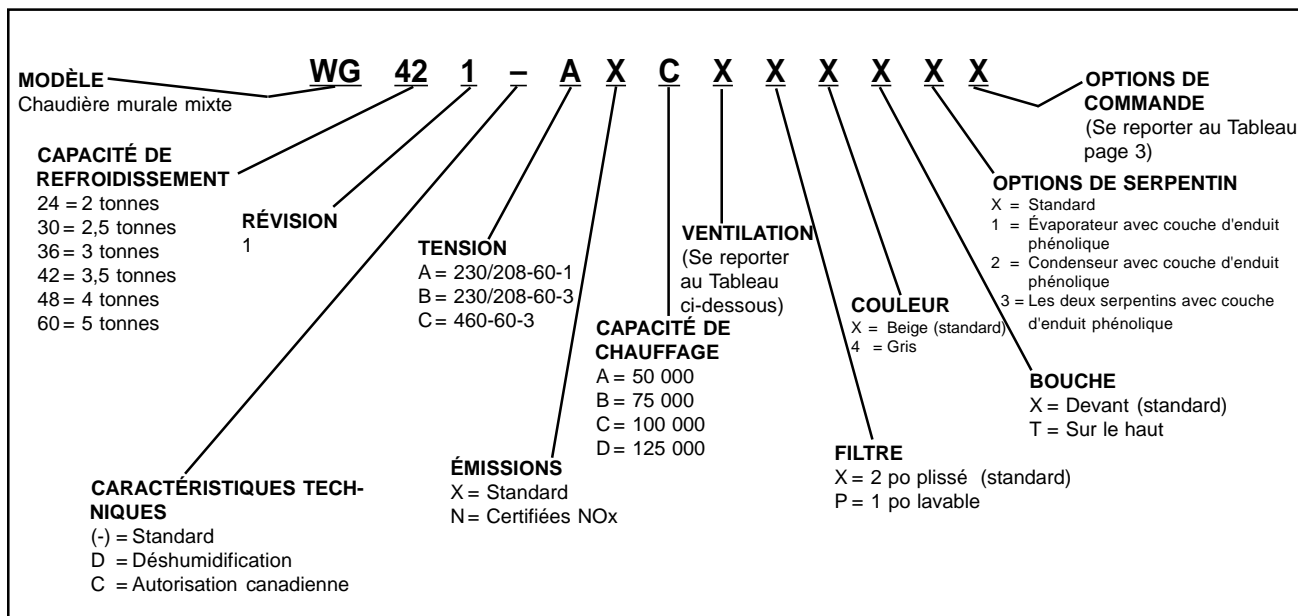 WG 42 1 – A X C X X X X X X
MODÈLE
Chaudière murale mixte
CAPACITÉ DE
REFROIDISSEMENT
24 = 2 tonnes
30 = 2,5 tonnes
36 = 3 tonnes
42 = 3,5 tonnes
48 = 4 tonnes
60 = 5 tonnes
RÉVISION
1
CARACTÉRISTIQUES TECH-
NIQUES
(-) = Standard
D = Déshumidification
C = Autorisation canadienne
TENSION
A = 230/208-60-1
B = 230/208-60-3
C = 460-60-3
ÉMISSIONS
X = Standard
N = Certifiées NOx
CAPACITÉ DE
CHAUFFAGE
A = 50 000
B = 75 000
C = 100 000
D = 125 000
VENTILATION
(Se reporter
au Tableau
ci-dessous)
FILTRE
X = 2 po plissé (standard)
P = 1 po lavable
COULEUR
X = Beige (standard)
4 = Gris
BOUCHE
X = Devant (standard)
T = Sur le haut
OPTIONS DE SERPENTIN
X = Standard
1 = Évaporateur avec couche d'enduit
phénolique
2 = Condenseur avec couche d'enduit
phénolique
3 = Les deux serpentins avec couche
d'enduit phénolique
OPTIONS DE
COMMANDE
(Se reporter au Tableau
page 3)